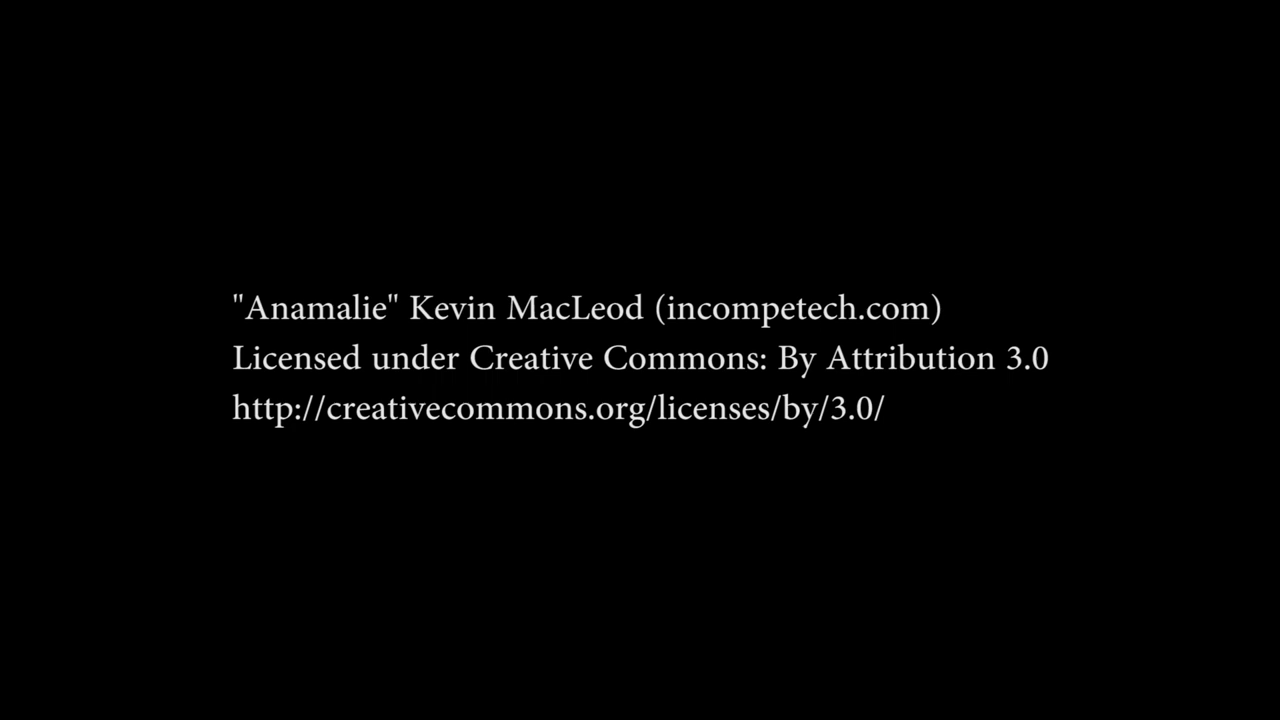 "Anamalie" Kevin MacLeod (incompetech.com)
Licensed under Creative Commons: By Attribution 3.0
http://creativecommons.org/licenses/by/3.0/